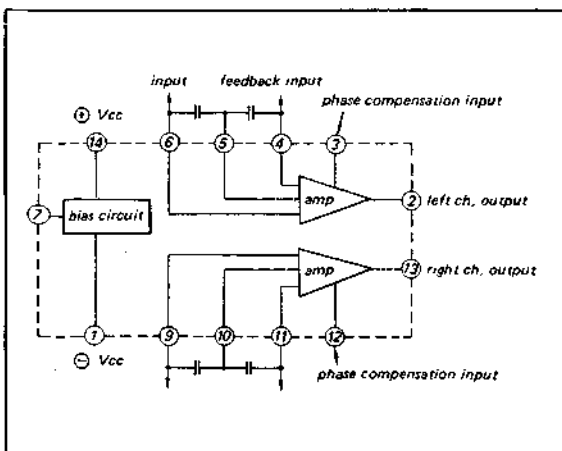 input
feedback input
phase compensation input
⊕ Vcc
14
6
5
4
3
7
bias circuit
amp
2
left ch, output
amp
13
right ch, output
1
9
10
11
12
⊖ Vcc
phase compensation input